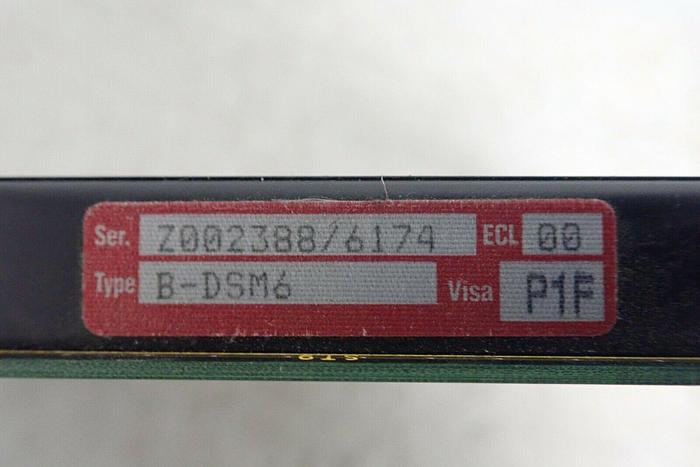 Ser. Z002388/6174 ECL 00
Type B-DSM6 Visa P1F